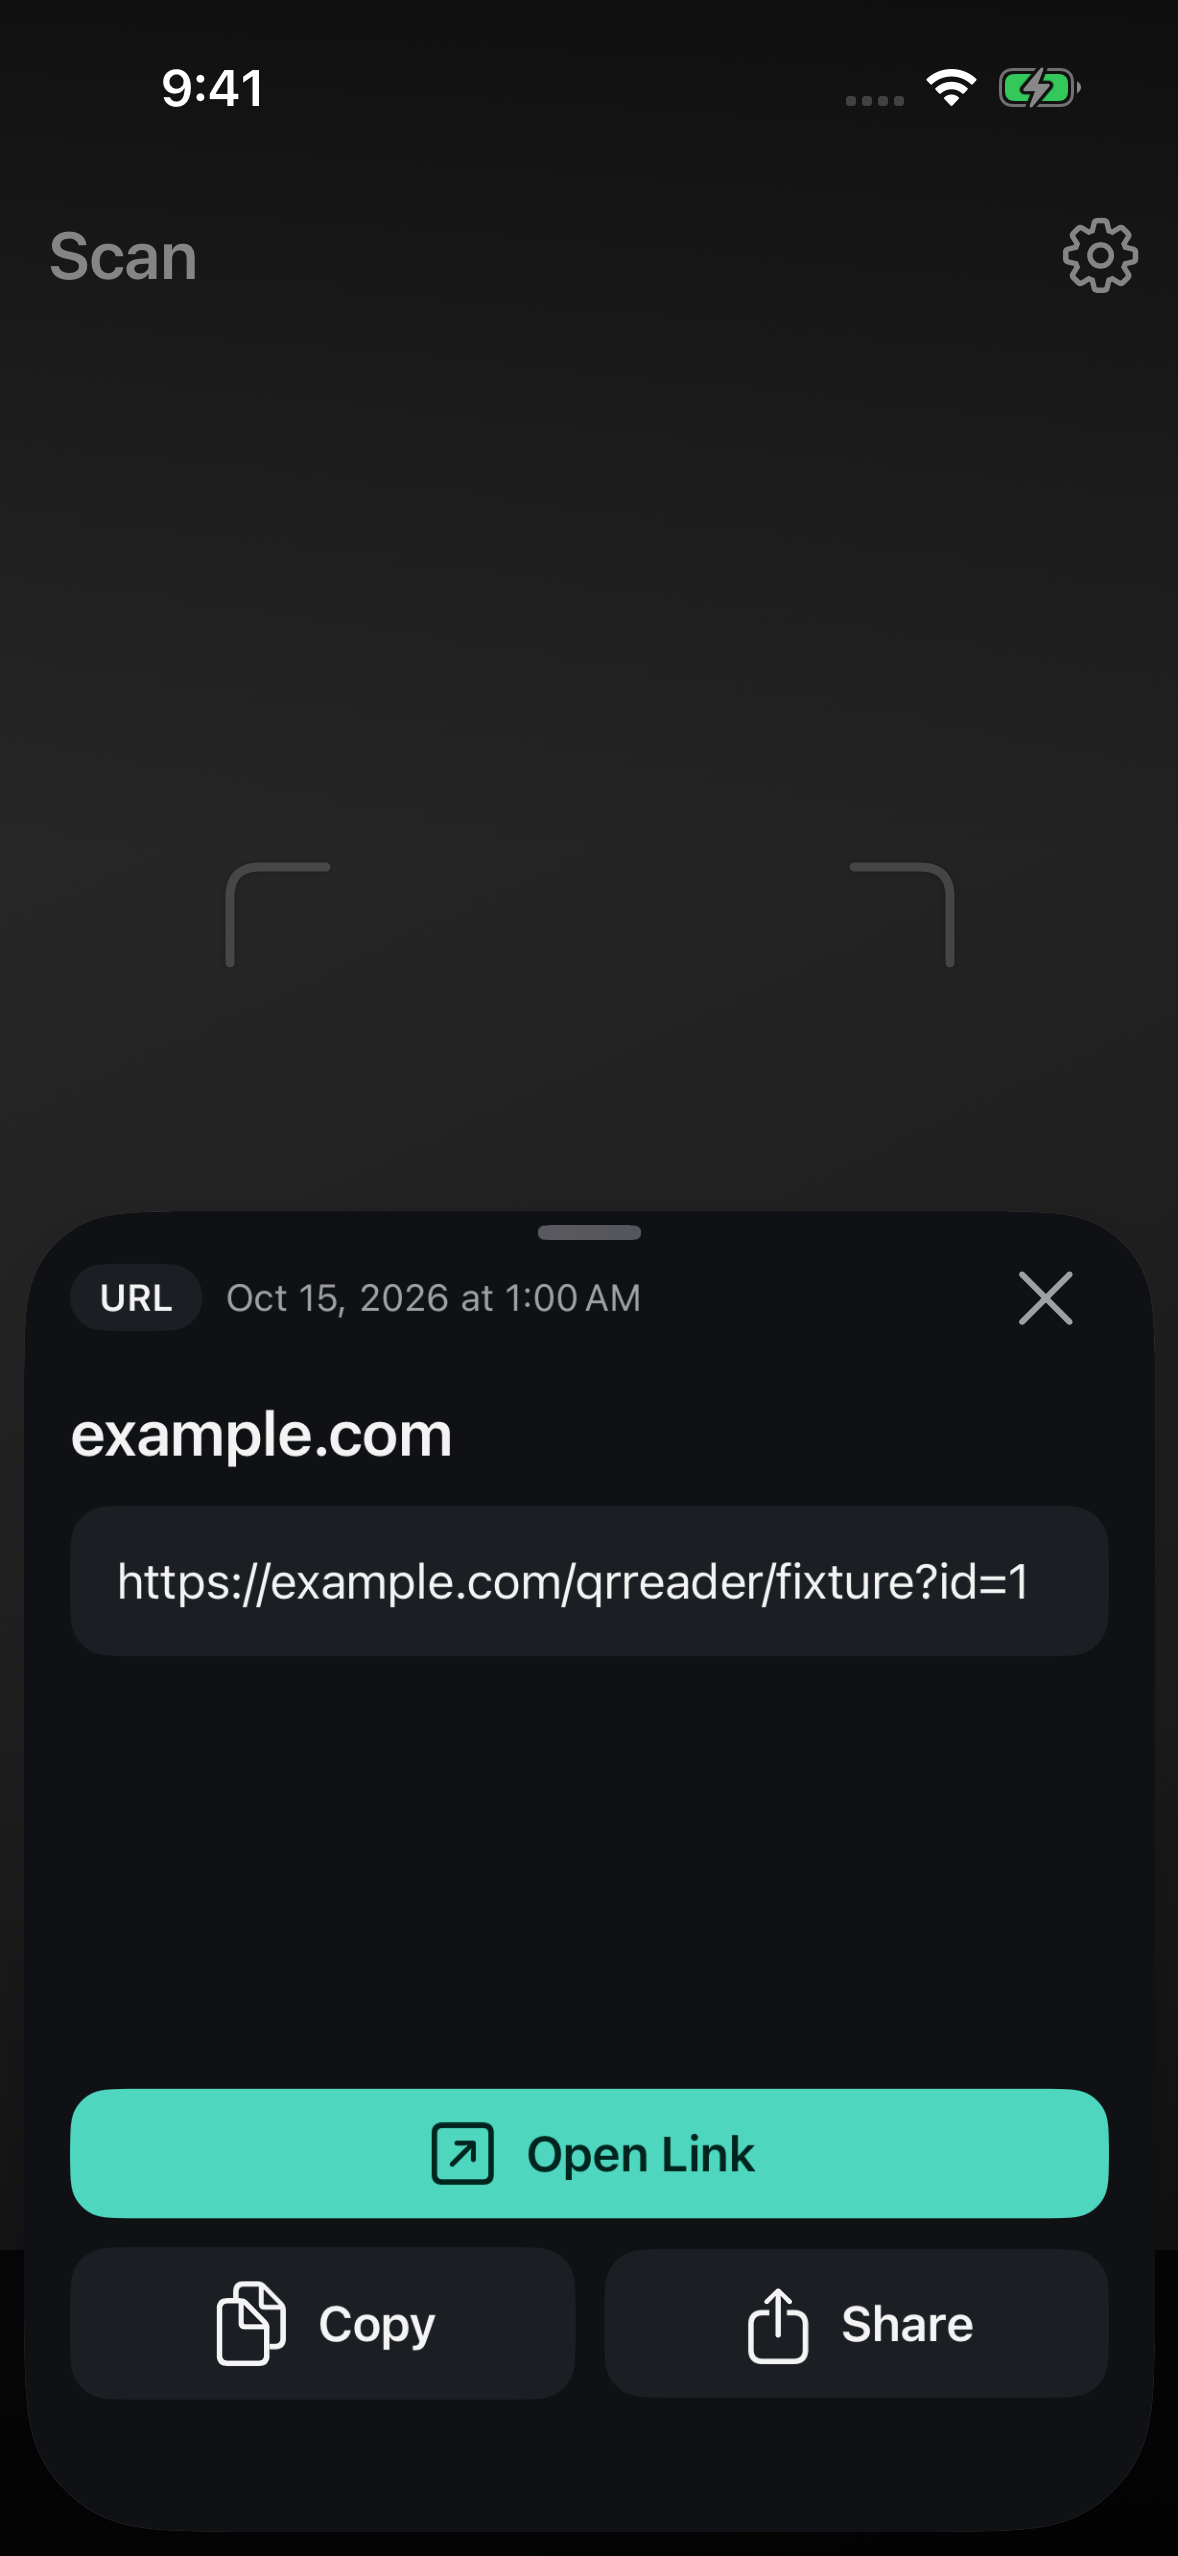 9:41
Scan
URL Oct 15, 2026 at 1:00 AM
example.com
https://example.com/qrreader/fixture?id=1
Open Link
Copy Share